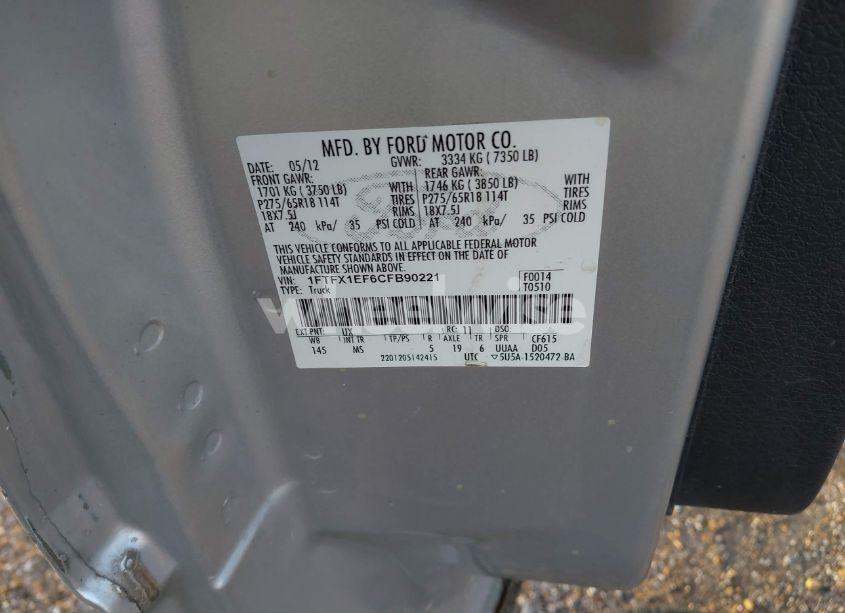 MFD. BY FORD MOTOR CO.
DATE: 05/12 GVWR: 3334 KG ( 7350 LB)
FRONT GAWR: REAR GAWR:
1701 KG ( 3750 LB) WITH 1746 KG ( 3850 LB) WITH
P275/65R18 114T TIRES P275/65R18 114T TIRES
18X7.5J RIMS 18X7.5J RIMS
AT 240 kPa/ 35 PSI COLD AT 240 kPa/ 35 PSI COLD
THIS VEHICLE CONFORMS TO ALL APPLICABLE FEDERAL MOTOR
VEHICLE SAFETY STANDARDS IN EFFECT ON THE DATE OF
MANUFACTURE SHOWN ABOVE.
VIN: 1FTFX1EF6CFB90221 F0014
TYPE: Truck T0510
wheelwise
EXT PNT: UX RC: 11 DSO:
WB INT TR TP/PS R AXLE TR SPR CF615
145 MS 5 19 6 UUAA D05
2201205142415 UTC ▽5U5A-1520472-BA
Ford